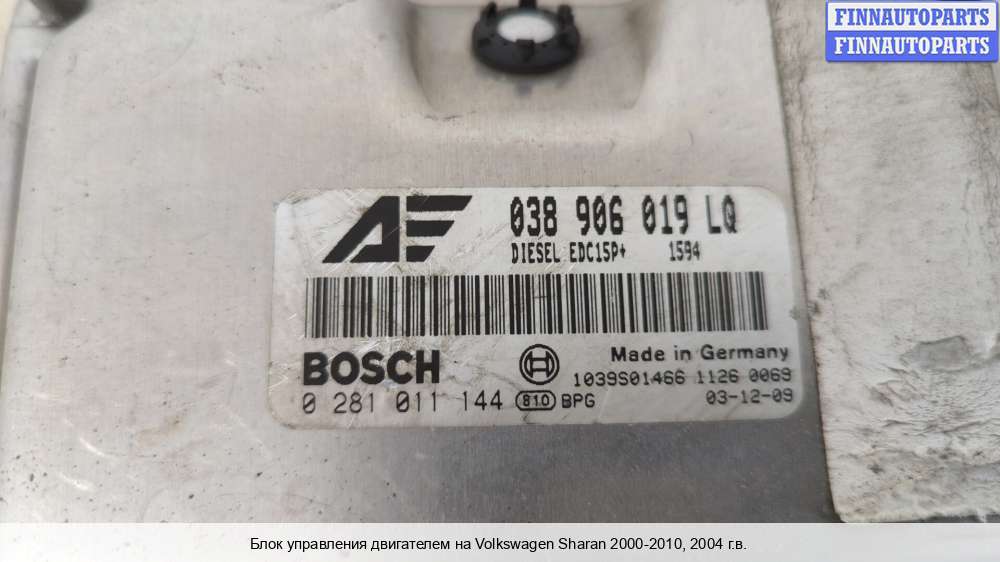 FINNAUTOPARTS
FINNAUTOPARTS
038 906 019 LQ
DIESEL EDC15P+ 1594
BOSCH
Made in Germany
1039S01466 1126 0069
0 281 011 144 810 BPG
03-12-09
Блок управления двигателем на Volkswagen Sharan 2000-2010, 2004 г.в.